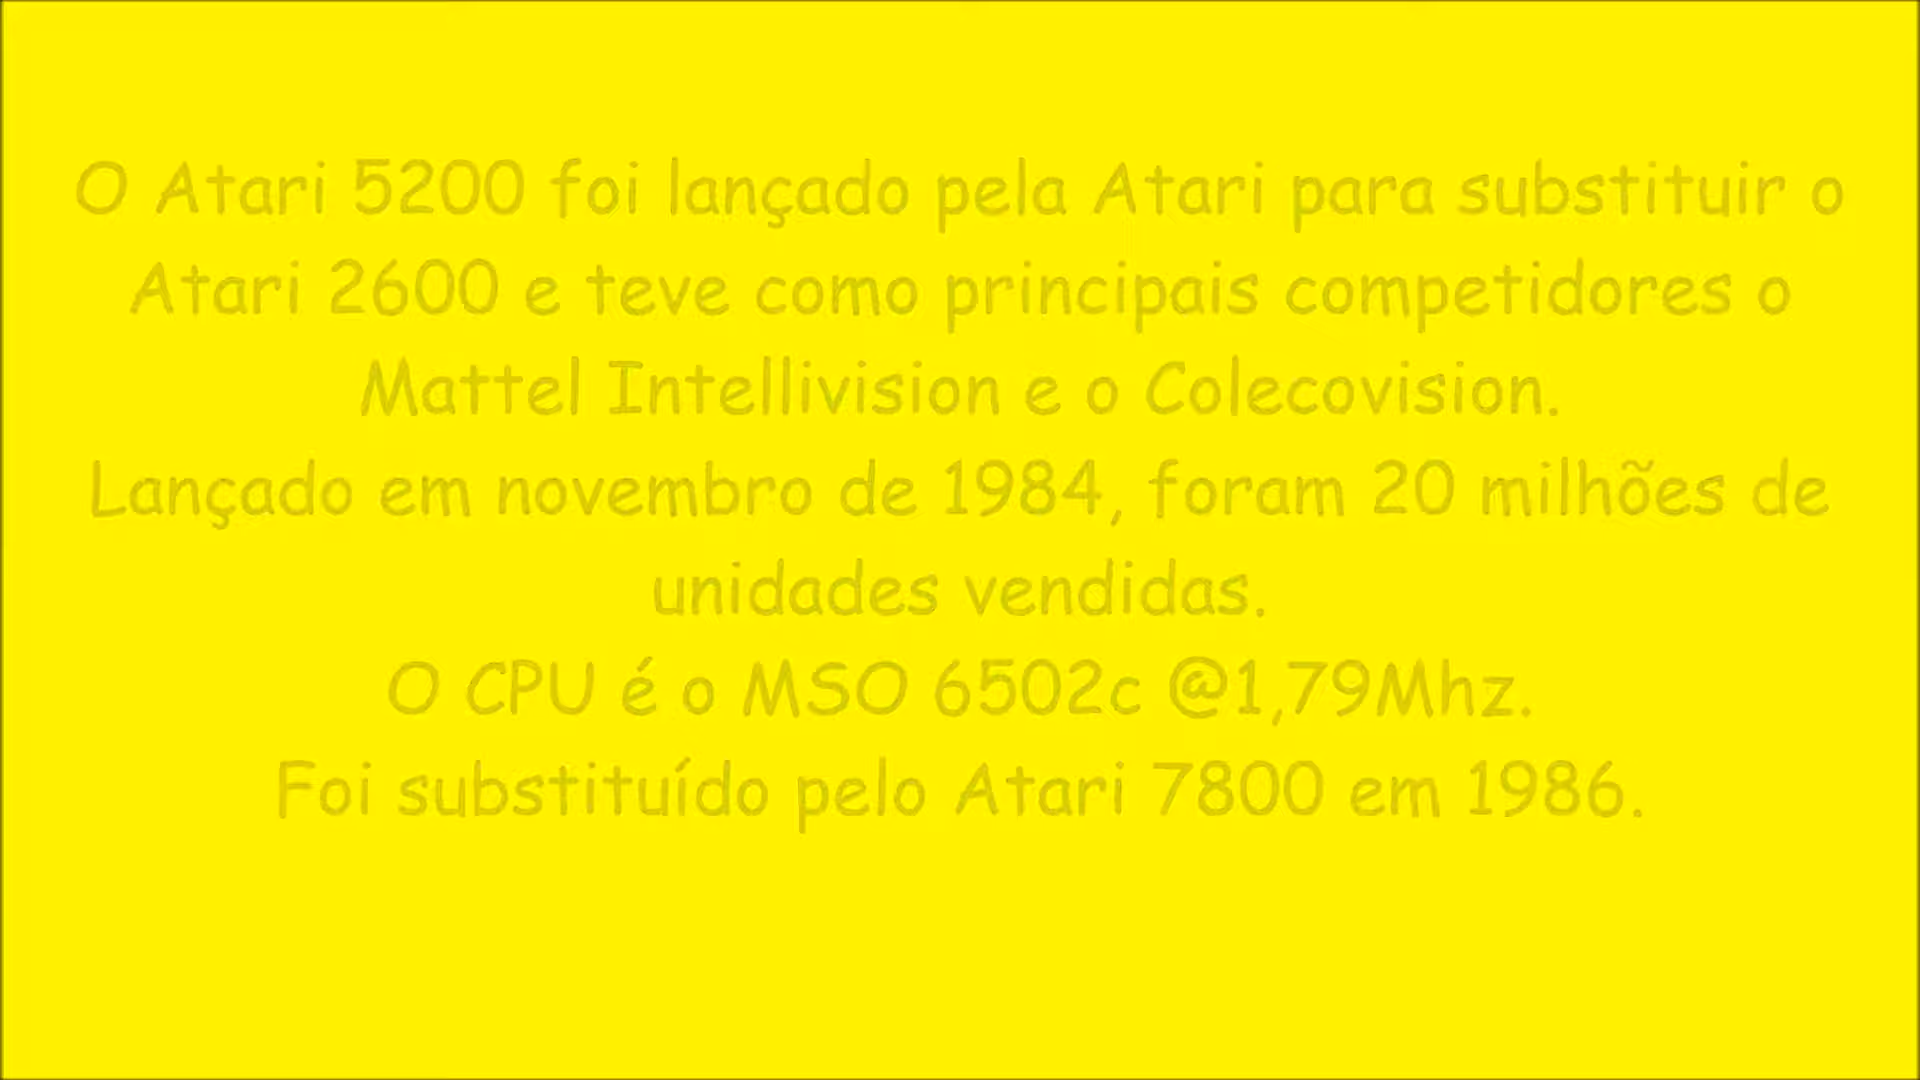 O Atari 5200 foi lançado pela Atari para substituir o
Atari 2600 e teve como principais competidores o
Mattel Intellivision e o Colecovision.
Lançado em novembro de 1984, foram 20 milhões de
unidades vendidas.
O CPU é o MSO 6502c @1,79Mhz.
Foi substituído pelo Atari 7800 em 1986.